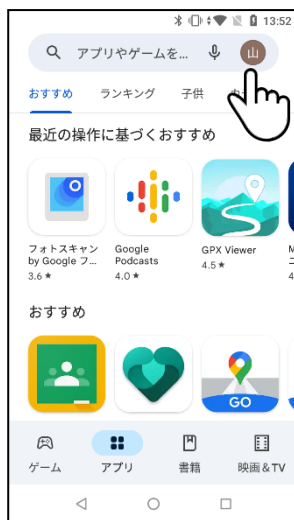 13:52
アプリやゲームを... 山
おすすめ ランキング 子供
最近の操作に基づくおすすめ
フォトスキャン Google GPX Viewer
by Google フ... Podcasts 4.5★
3.6★ 4.0★
おすすめ
GO
ゲーム アプリ 書籍 映画&TV